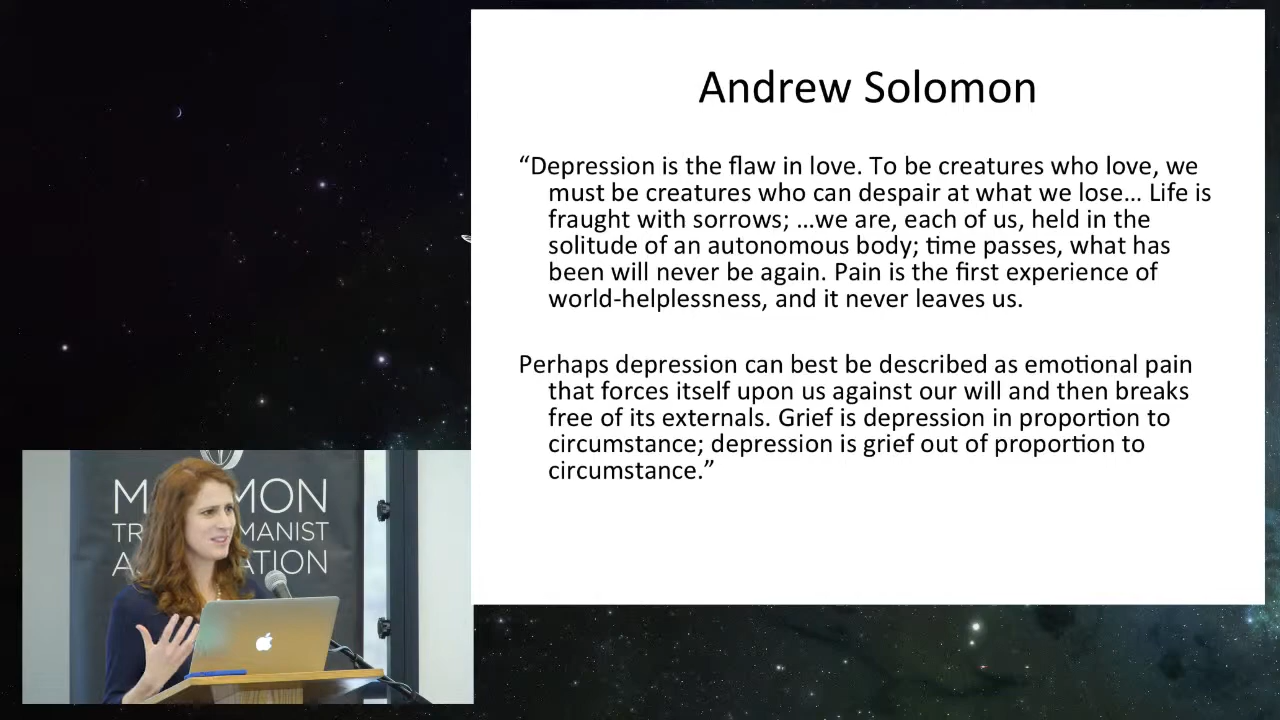 Andrew Solomon
“Depression is the flaw in love. To be creatures who love, we
must be creatures who can despair at what we lose… Life is
fraught with sorrows; …we are, each of us, held in the
solitude of an autonomous body; time passes, what has
been will never be again. Pain is the first experience of
world-helplessness, and it never leaves us.
Perhaps depression can best be described as emotional pain
that forces itself upon us against our will and then breaks
free of its externals. Grief is depression in proportion to
circumstance; depression is grief out of proportion to
circumstance.”
M MON
TR MANIST
A ATION